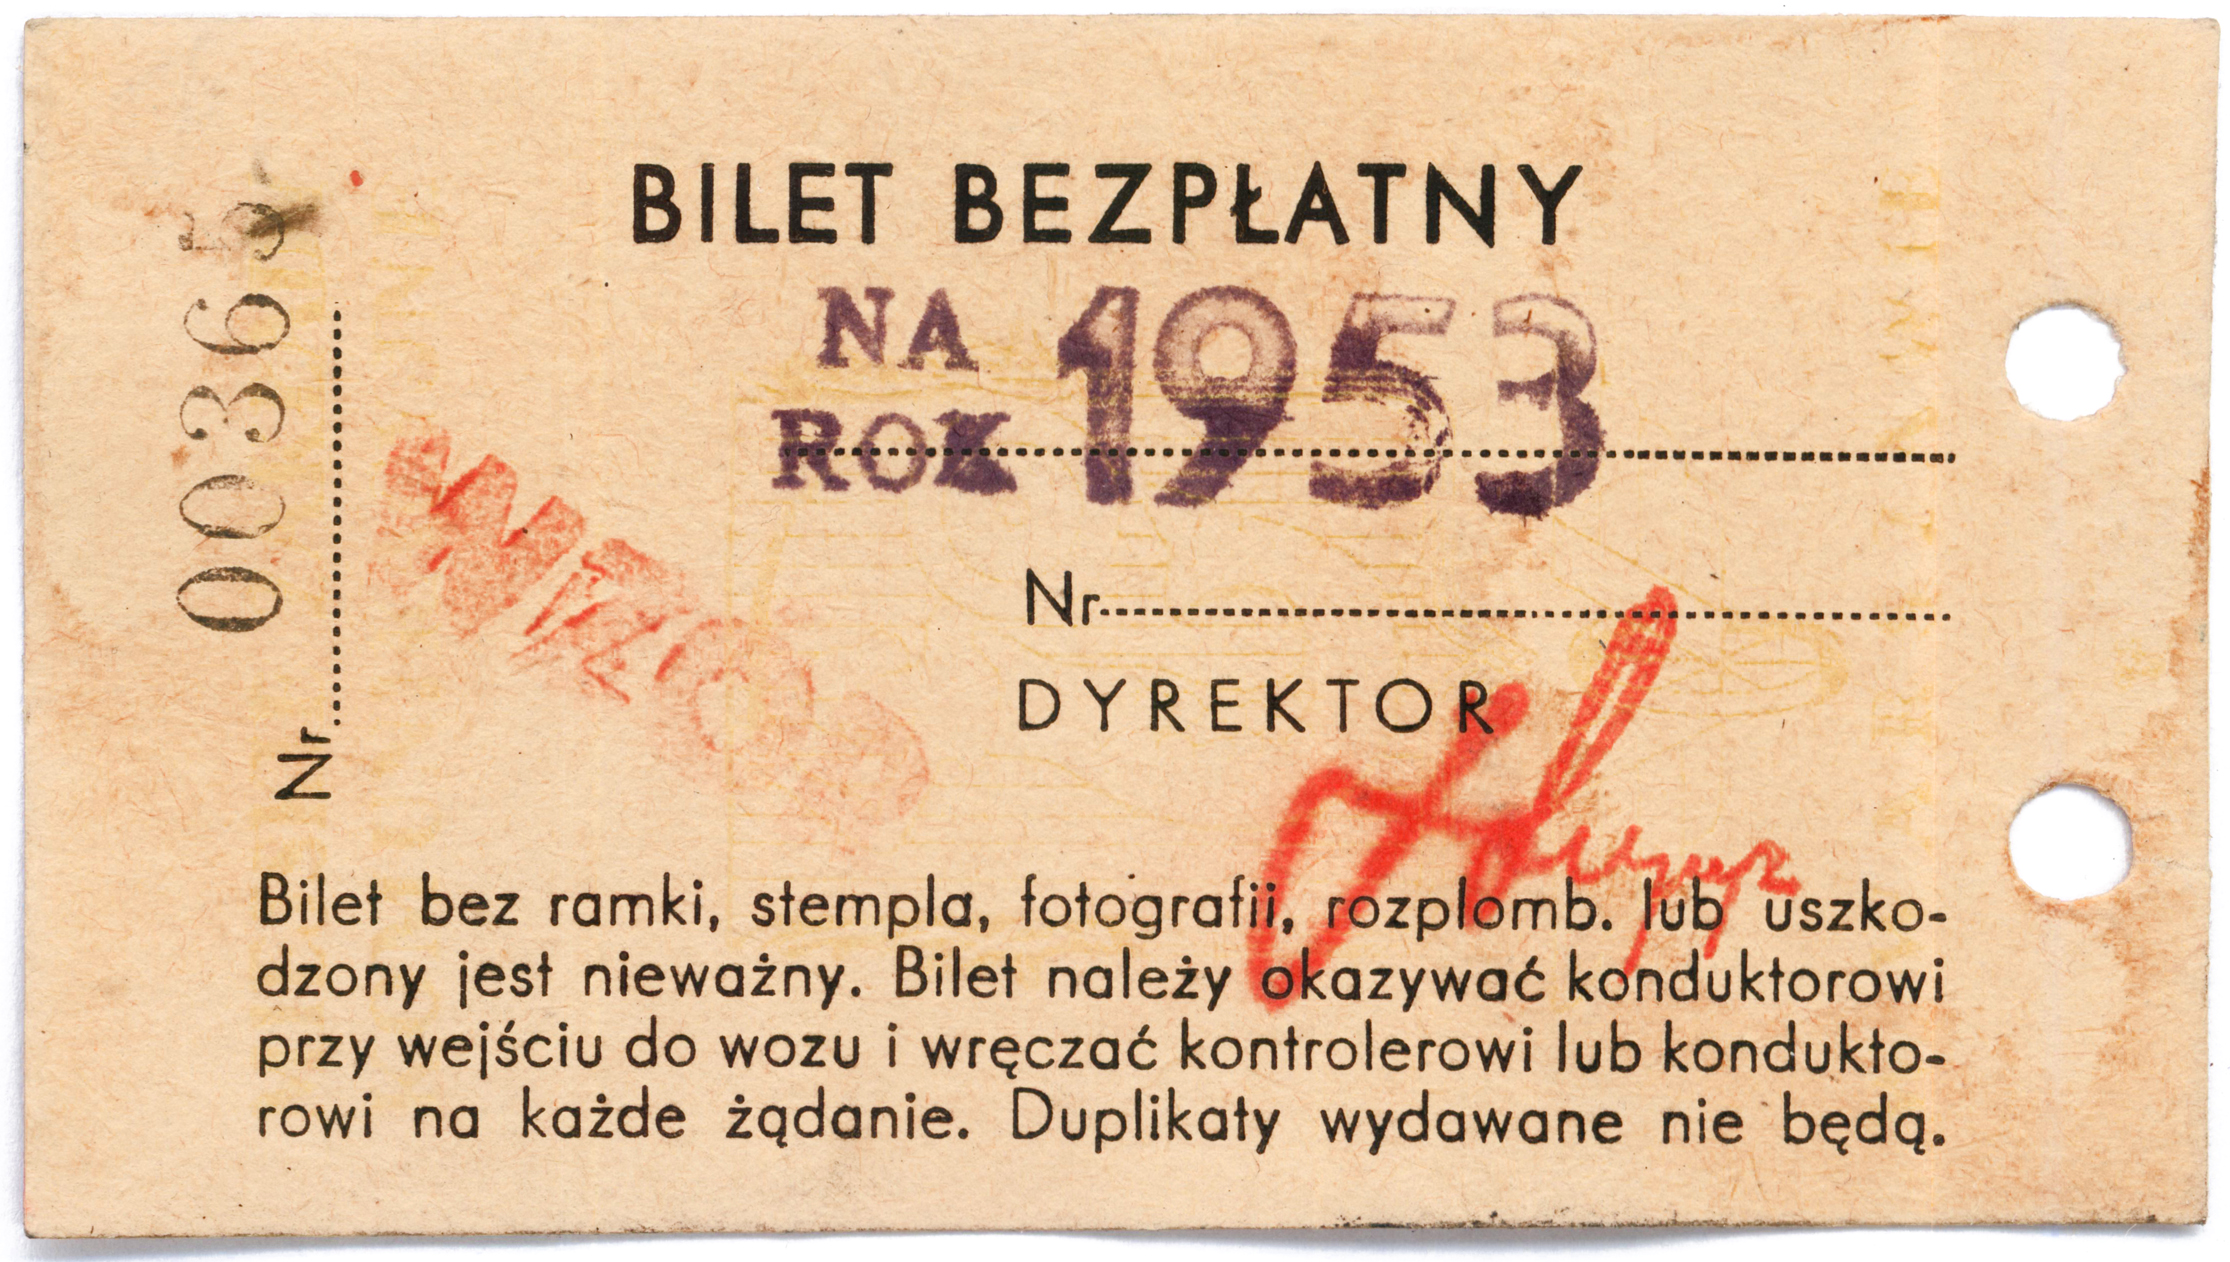 BILET BEZPŁATNY
NA
ROK 1953
Nr
DYREKTOR
Nr 00365
WZÓR
Bilet bez ramki, stempla, fotografii, rozplomb. lub uszko-
dzony jest nieważny. Bilet należy okazywać konduktorowi
przy wejściu do wozu i wręczać kontrolerowi lub kondukto-
rowi na każde żądanie. Duplikaty wydawane nie będą.